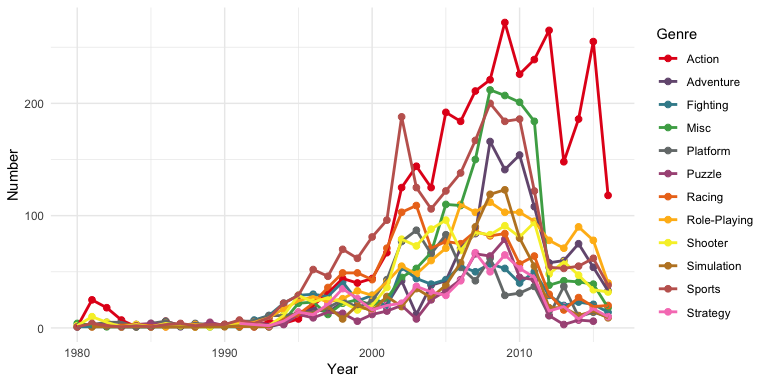 Genre
Action
Adventure
Fighting
Misc
Platform
Puzzle
Racing
Role-Playing
Shooter
Simulation
Sports
Strategy
Number
200
100
0
1980 1990 2000 2010
Year